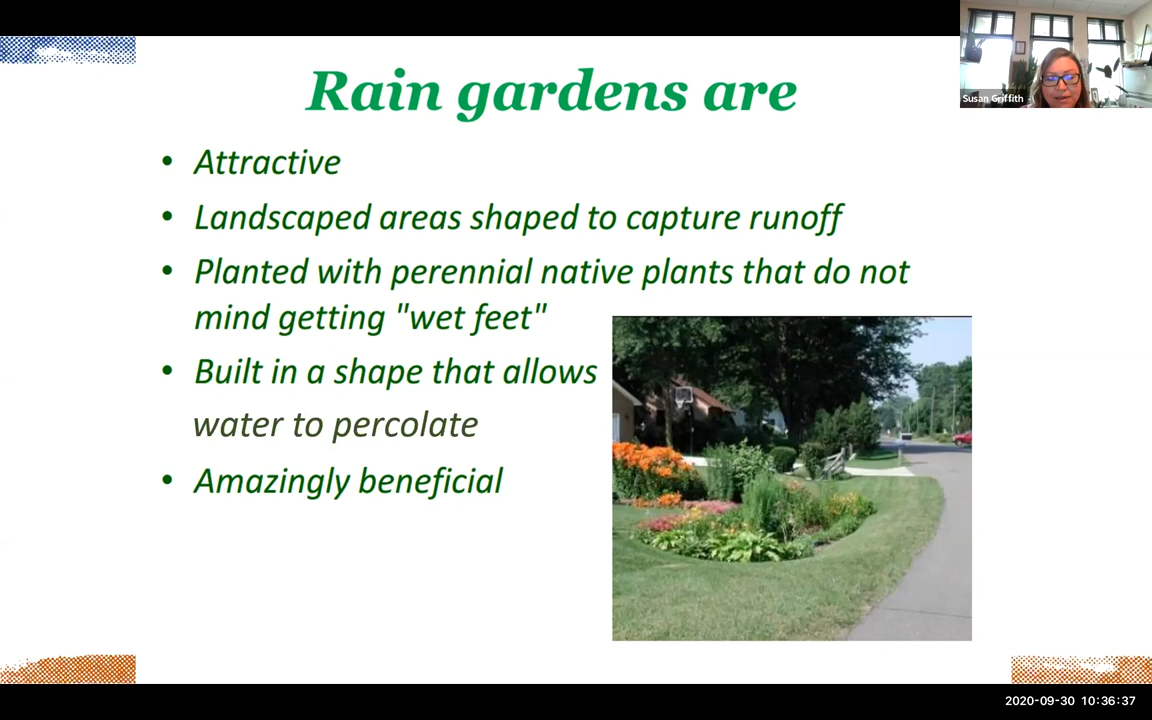 Rain gardens are
Susan Griffith
• Attractive
• Landscaped areas shaped to capture runoff
• Planted with perennial native plants that do not
mind getting "wet feet"
• Built in a shape that allows
water to percolate
• Amazingly beneficial
2020-09-30 10:36:37